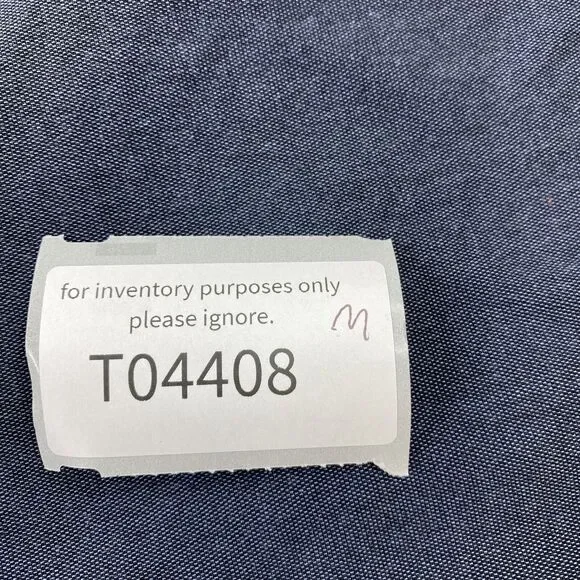 for inventory purposes only
please ignore.
M
T04408